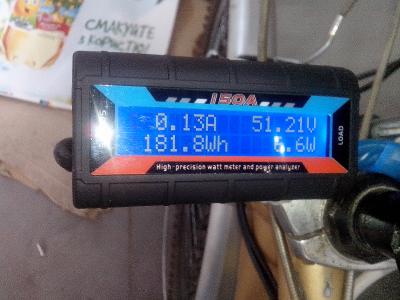 СМАКУЙТЕ
З КОРИСТЮ!
150A
0.13A 51.21V
181.8Wh 6.6W
High-precision watt meter and power analyzer
LOAD